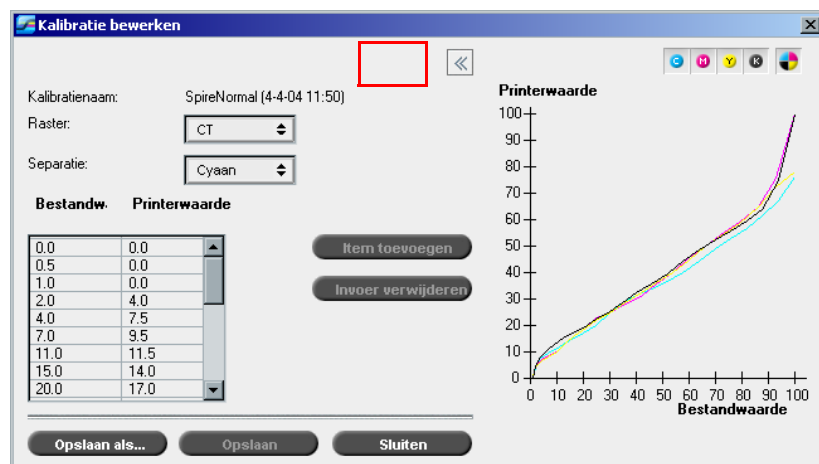 Kalibratie bewerken
Kalibratienaam: SpireNormal (4-4-04 11:50)
Raster: CT
Separatie: Cyaan
Bestandw. Printerwaarde
0.0 0.0
0.5 0.0
1.0 0.0
2.0 4.0
4.0 7.5
7.0 9.5
11.0 11.5
15.0 14.0
20.0 17.0
Item toevoegen
Invoer verwijderen
Opslaan als... Opslaan Sluiten
C M Y K
Printerwaarde
100
90
80
70
60
50
40
30
20
10
0
0 10 20 30 40 50 60 70 80 90 100
Bestandwaarde